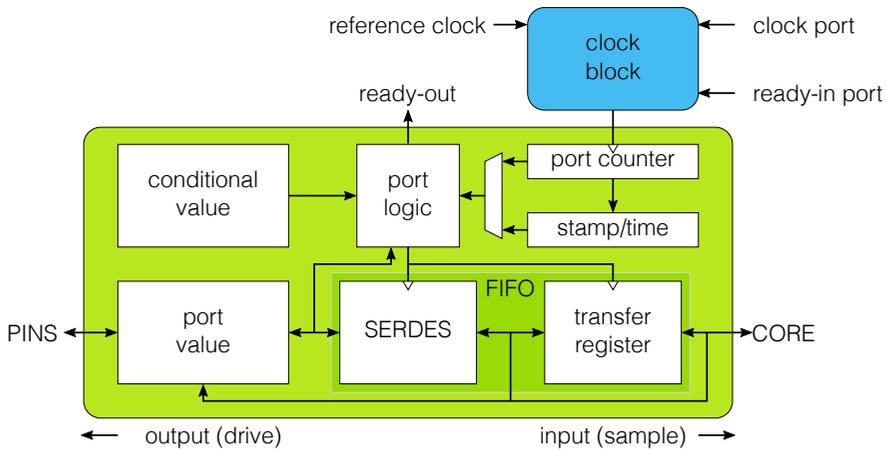 reference clock
clock
block
clock port
ready-out
ready-in port
conditional
value
port
logic
port counter
stamp/time
FIFO
PINS
port
value
SERDES
transfer
register
CORE
output (drive)
input (sample)